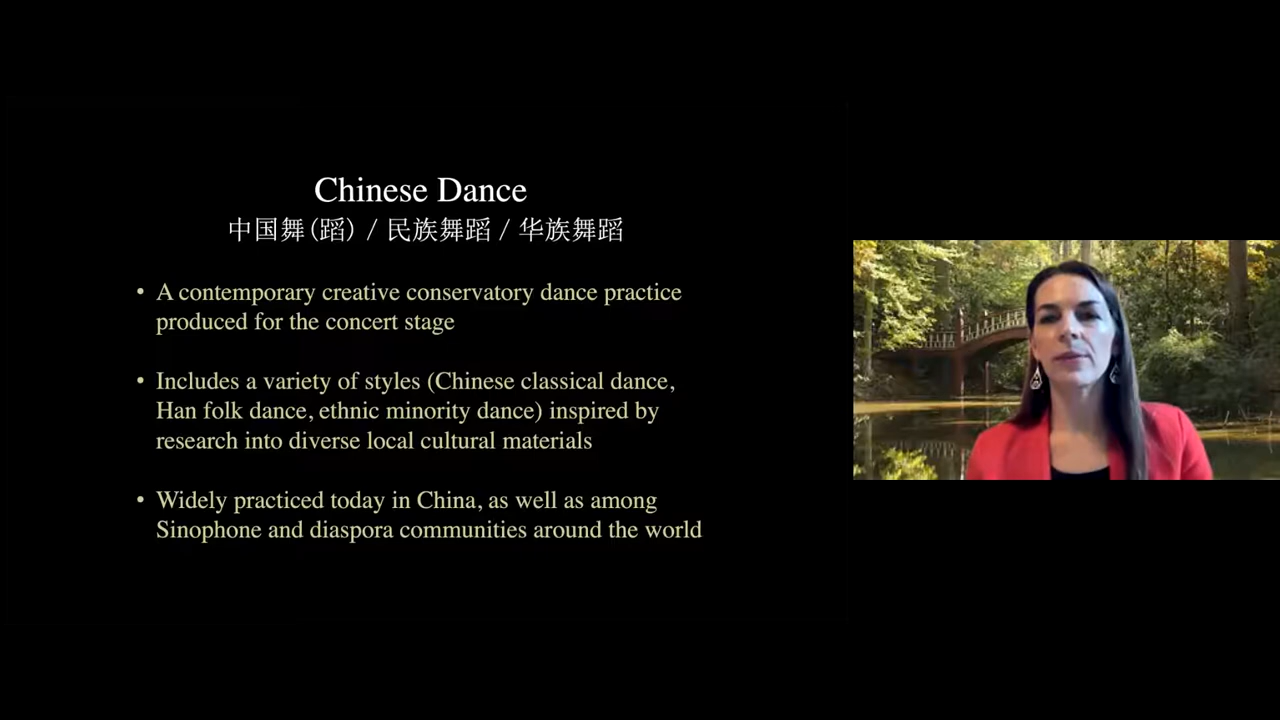 Chinese Dance
中国舞(蹈) / 民族舞蹈 / 华族舞蹈
• A contemporary creative conservatory dance practice
produced for the concert stage
• Includes a variety of styles (Chinese classical dance,
Han folk dance, ethnic minority dance) inspired by
research into diverse local cultural materials
• Widely practiced today in China, as well as among
Sinophone and diaspora communities around the world